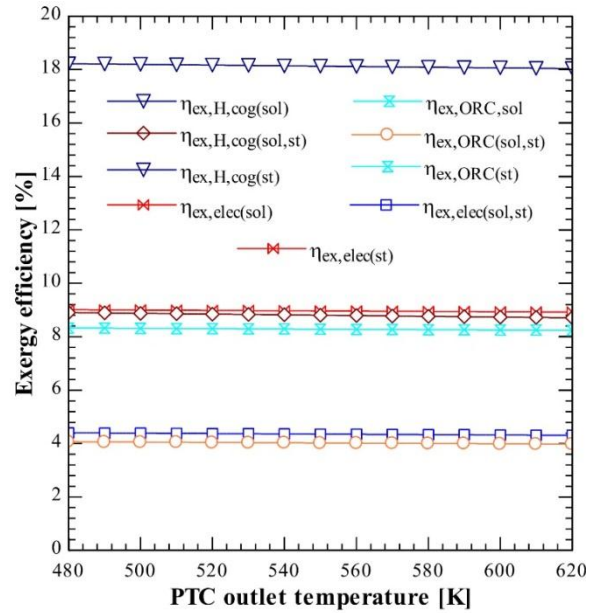 20
18
16
14
12
10
8
6
4
2
0
Exergy efficiency [%]
ηex,H,cog(sol)
ηex,ORC,sol
ηex,H,cog(sol,st)
ηex,ORC(sol,st)
ηex,H,cog(st)
ηex,ORC(st)
ηex,elec(sol)
ηex,elec(sol,st)
ηex,elec(st)
480 500 520 540 560 580 600 620
PTC outlet temperature [K]